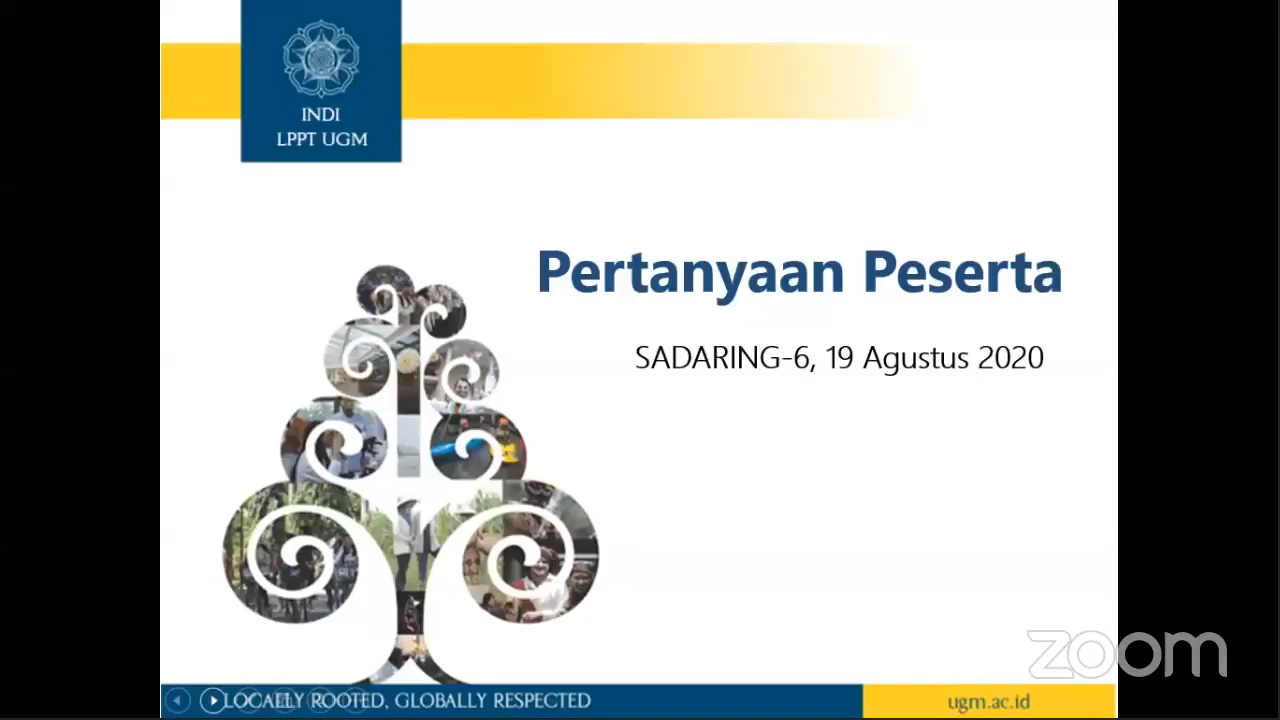 INDI
LPPT UGM
Pertanyaan Peserta
SADARING-6, 19 Agustus 2020
zoom
LOCALLY ROOTED, GLOBALLY RESPECTED
ugm.ac.id